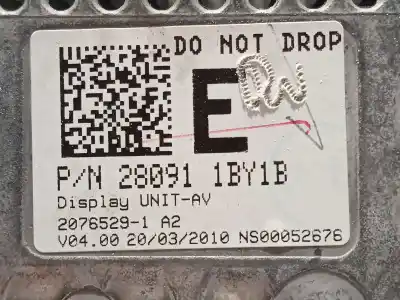 DO NOT DROP
E
P/N 28091 1BY1B
Display UNIT-AV
2076529-1 A2
V04.00 20/03/2010 NS00052676